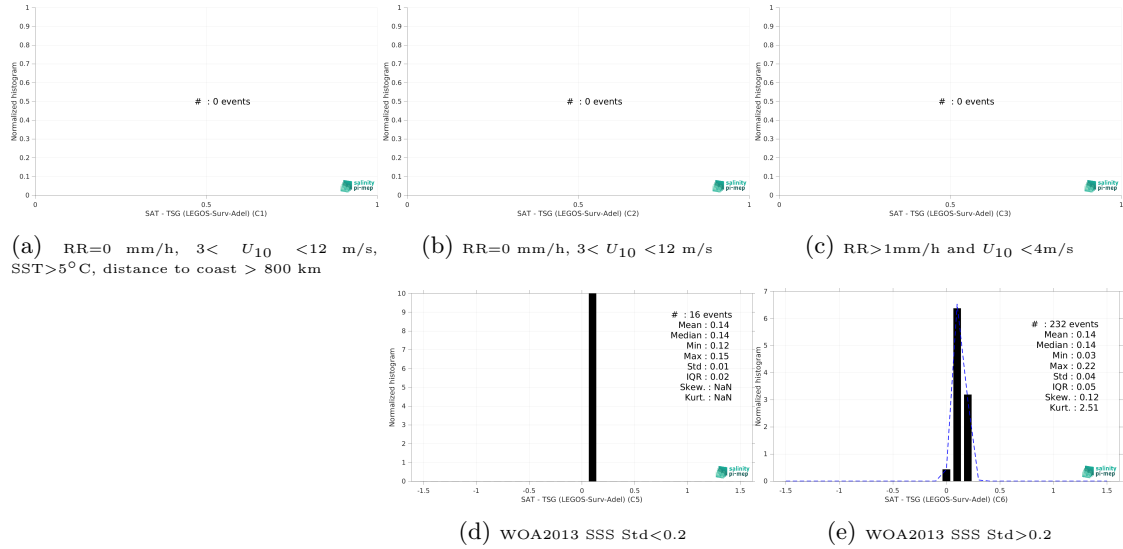 1
0.9
0.8
0.7
0.6
0.5
0.4
0.3
0.2
0.1
0
Normalized histogram
# : 0 events
salinity
pi-mep
0 0.5 1
SAT - TSG (LEGOS-Surv-Adel) (C1)
(a) RR=0 mm/h, 3< U10 <12 m/s,
SST>5°C, distance to coast > 800 km
1
0.9
0.8
0.7
0.6
0.5
0.4
0.3
0.2
0.1
0
Normalized histogram
# : 0 events
salinity
pi-mep
0 0.5 1
SAT - TSG (LEGOS-Surv-Adel) (C2)
(b) RR=0 mm/h, 3< U10 <12 m/s
1
0.9
0.8
0.7
0.6
0.5
0.4
0.3
0.2
0.1
0
Normalized histogram
# : 0 events
salinity
pi-mep
0 0.5 1
SAT - TSG (LEGOS-Surv-Adel) (C3)
(c) RR>1mm/h and U10 <4m/s
10
9
8
7
6
5
4
3
2
1
0
Normalized histogram
# : 16 events
Mean : 0.14
Median : 0.14
Min : 0.12
Max : 0.15
Std : 0.01
IQR : 0.02
Skew. : NaN
Kurt. : NaN
salinity
pi-mep
-1.5 -1 -0.5 0 0.5 1 1.5
SAT - TSG (LEGOS-Surv-Adel) (C5)
(d) WOA2013 SSS Std<0.2
7
6
5
4
3
2
1
0
Normalized histogram
# : 232 events
Mean : 0.14
Median : 0.14
Min : 0.03
Max : 0.22
Std : 0.04
IQR : 0.05
Skew. : 0.12
Kurt. : 2.51
salinity
pi-mep
-1.5 -1 -0.5 0 0.5 1 1.5
SAT - TSG (LEGOS-Surv-Adel) (C6)
(e) WOA2013 SSS Std>0.2